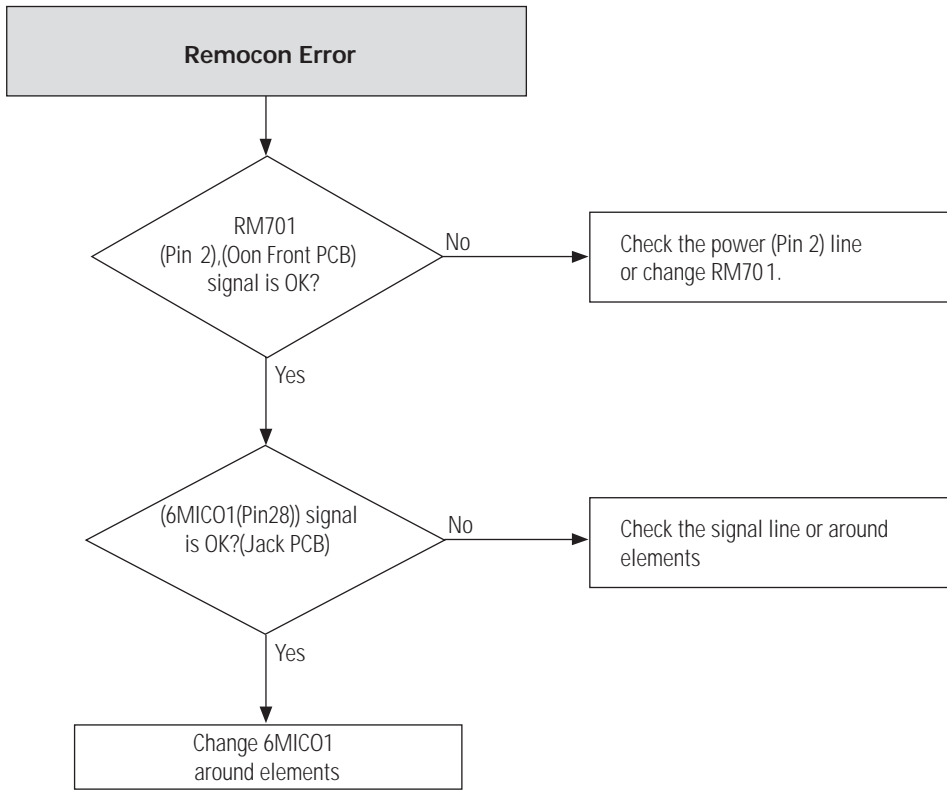 Remocon Error
RM701
(Pin 2),(Oon Front PCB)
signal is OK?
No
Check the power (Pin 2) line
or change RM701.
Yes
(6MICO1(Pin28)) signal
is OK?(Jack PCB)
No
Check the signal line or around
elements
Yes
Change 6MICO1
around elements